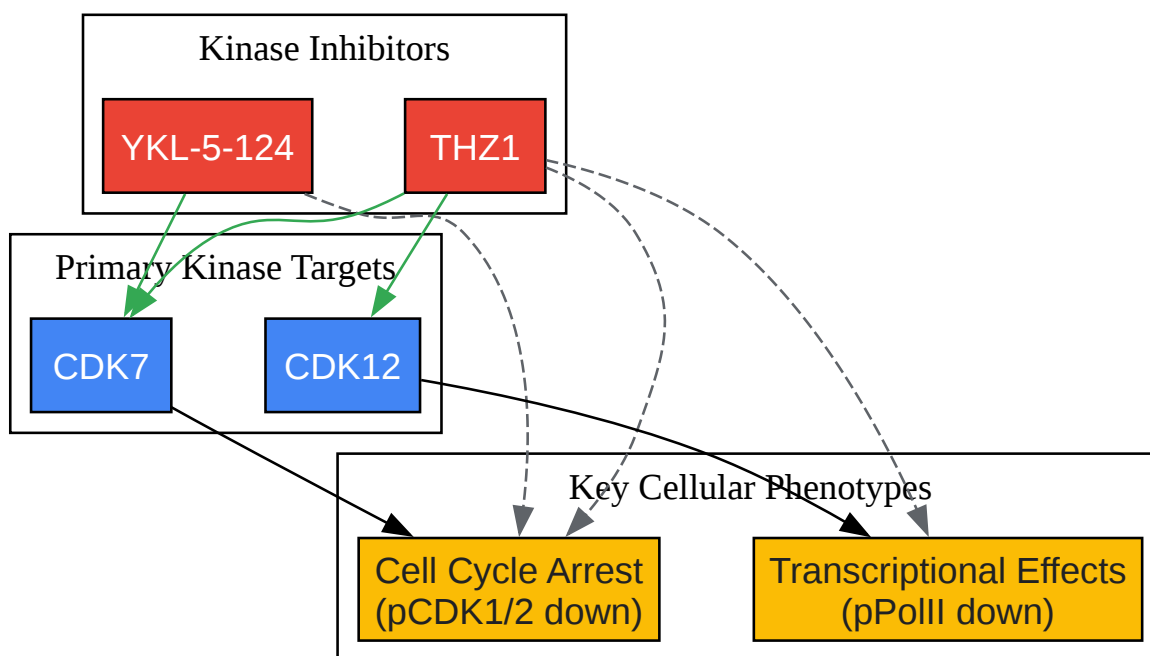 Kinase Inhibitors
YKL-5-124
THZ1
Primary Kinase Targets
CDK7
CDK12
Key Cellular Phenotypes
Cell Cycle Arrest
(pCDK1/2 down)
Transcriptional Effects
(pPolII down)